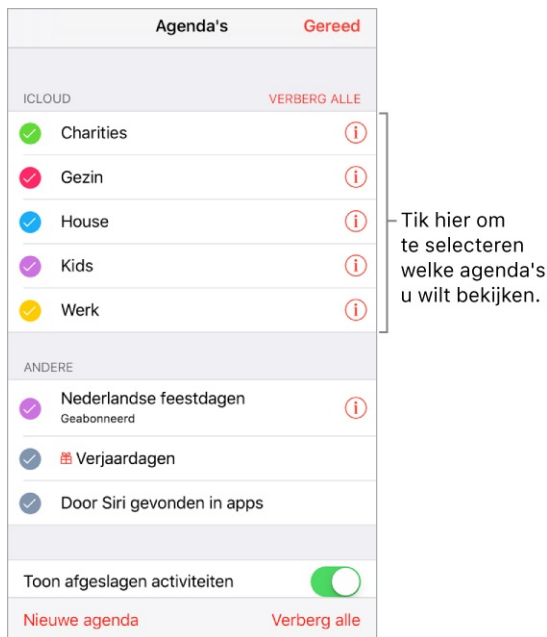 Agenda's Gereed
ICLOUD VERBERG ALLE
Charities
Gezin
House
Kids
Werk
Tik hier om
te selecteren
welke agenda's
u wilt bekijken.
ANDERE
Nederlandse feestdagen
Geabonneerd
Verjaardagen
Door Siri gevonden in apps
Toon afgeslagen activiteiten
Nieuwe agenda Verberg alle